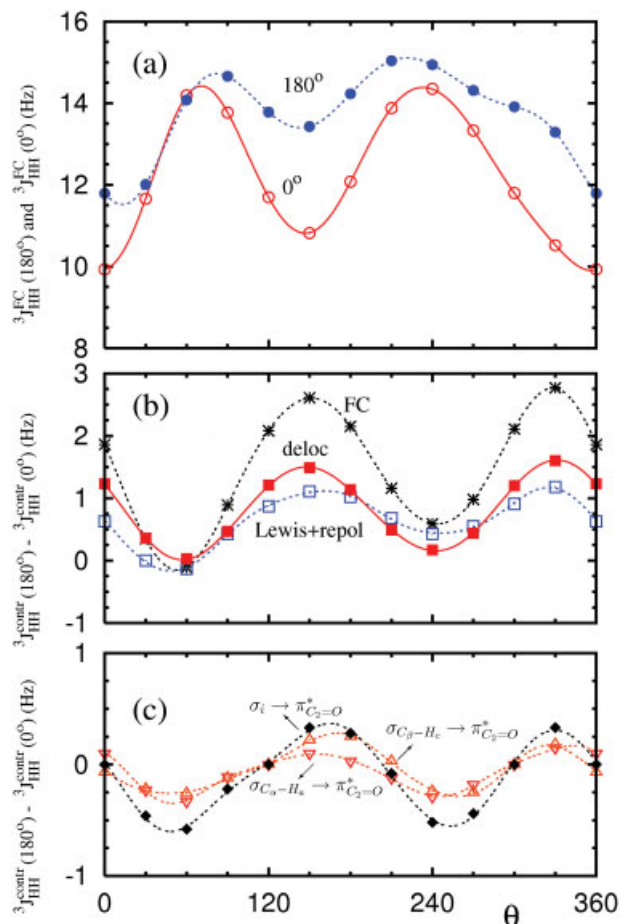 (a)
16
14
12
10
8
180°
0°
³J^FC_HH (180°) and ³J^FC_HH (0°) (Hz)
(b)
3
2
1
0
-1
FC
deloc
Lewis+repol
³J^contr_HH (180°) - ³J^contr_HH (0°) (Hz)
(c)
1
0
-1
σ_i → π*_{C₂=O}
σ_{Cβ−Hc} → π*_{C₂=O}
σ_{Cα−Ha} → π*_{C₂=O}
³J^contr_HH (180°) - ³J^contr_HH (0°) (Hz)
0 120 240 θ 360